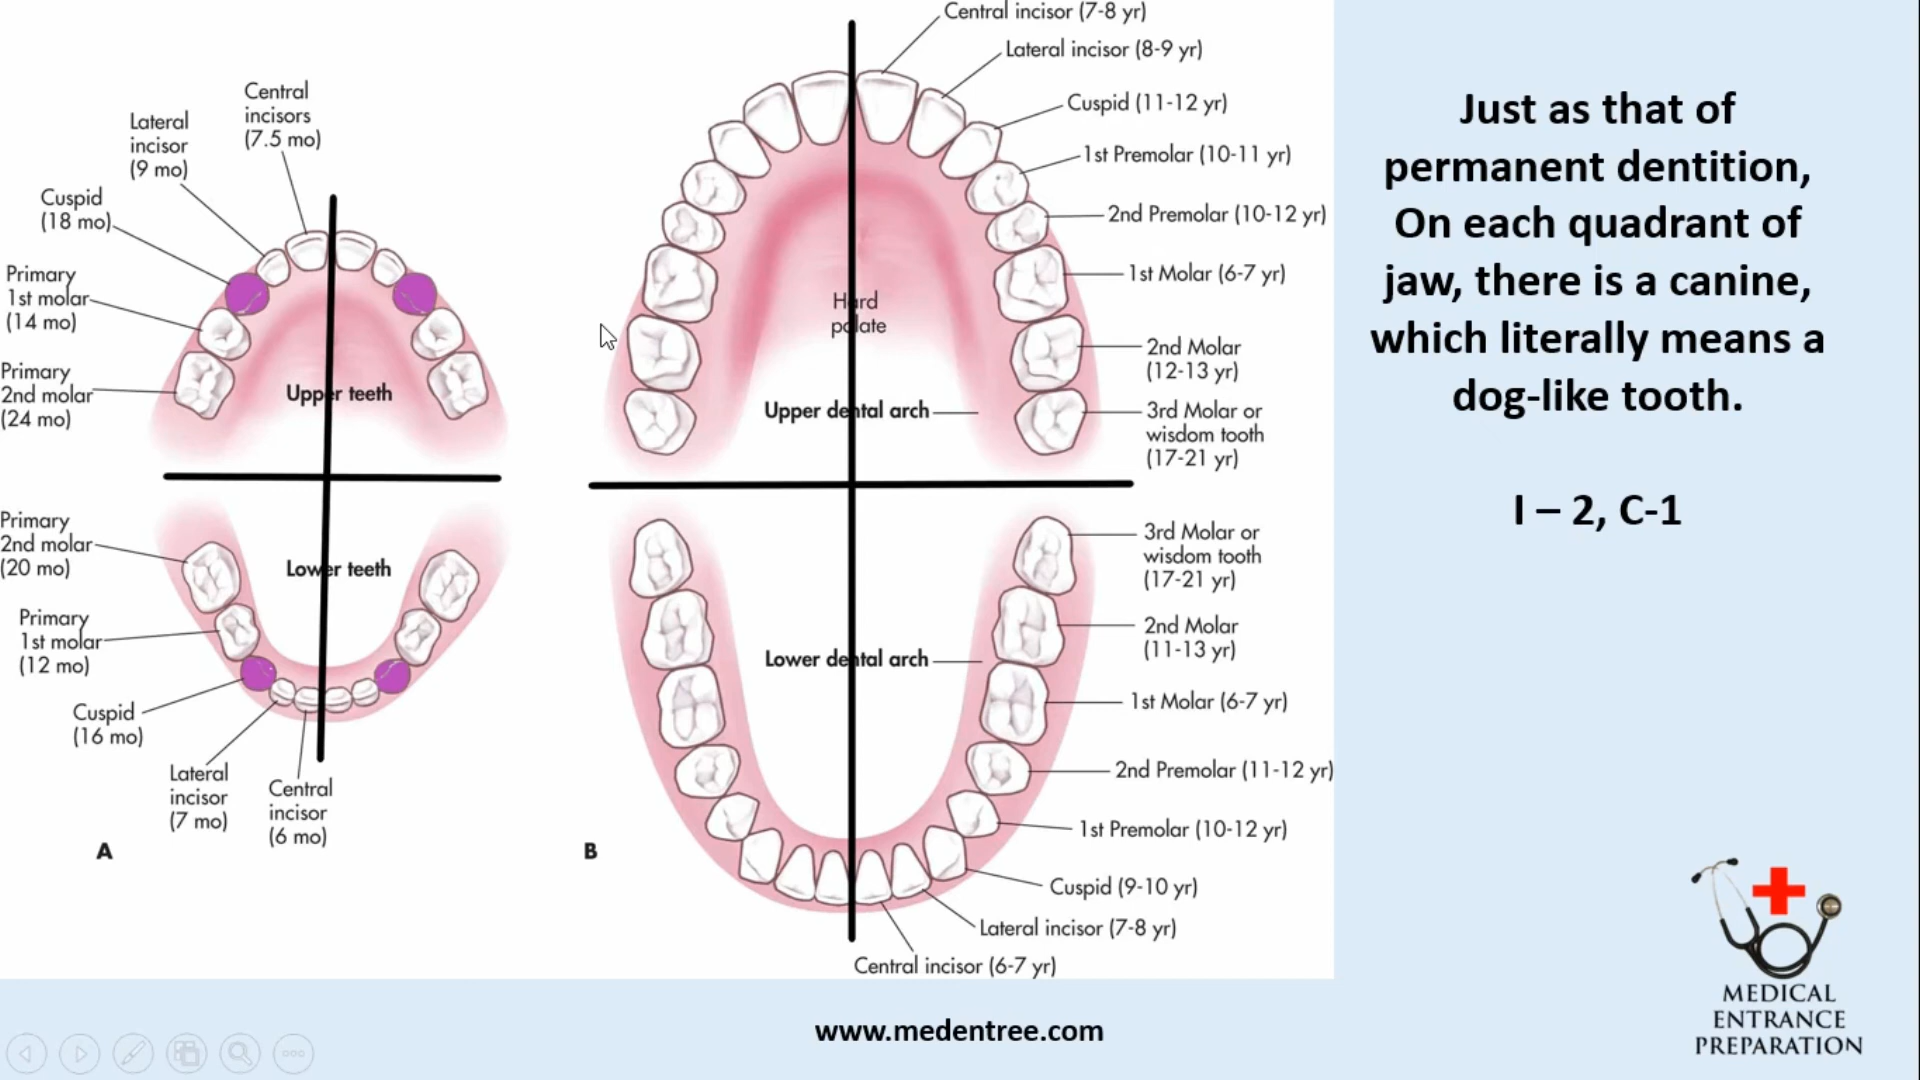 Central
incisors
(7.5 mo)
Lateral
incisor
(9 mo)
Cuspid
(18 mo)
Primary
1st molar
(14 mo)
Primary
2nd molar
(24 mo)
Upper teeth
Primary
2nd molar
(20 mo)
Lower teeth
Primary
1st molar
(12 mo)
Cuspid
(16 mo)
Lateral
incisor
(7 mo)
Central
incisor
(6 mo)
A
Central incisor (7-8 yr)
Lateral incisor (8-9 yr)
Cuspid (11-12 yr)
1st Premolar (10-11 yr)
2nd Premolar (10-12 yr)
1st Molar (6-7 yr)
Hard
palate
2nd Molar
(12-13 yr)
Upper dental arch
3rd Molar or
wisdom tooth
(17-21 yr)
3rd Molar or
wisdom tooth
(17-21 yr)
2nd Molar
(11-13 yr)
Lower dental arch
1st Molar (6-7 yr)
2nd Premolar (11-12 yr)
1st Premolar (10-12 yr)
Cuspid (9-10 yr)
Lateral incisor (7-8 yr)
Central incisor (6-7 yr)
B
Just as that of
permanent dentition,
On each quadrant of
jaw, there is a canine,
which literally means a
dog-like tooth.
I – 2, C-1
MEDICAL
ENTRANCE
PREPARATION
www.medentree.com